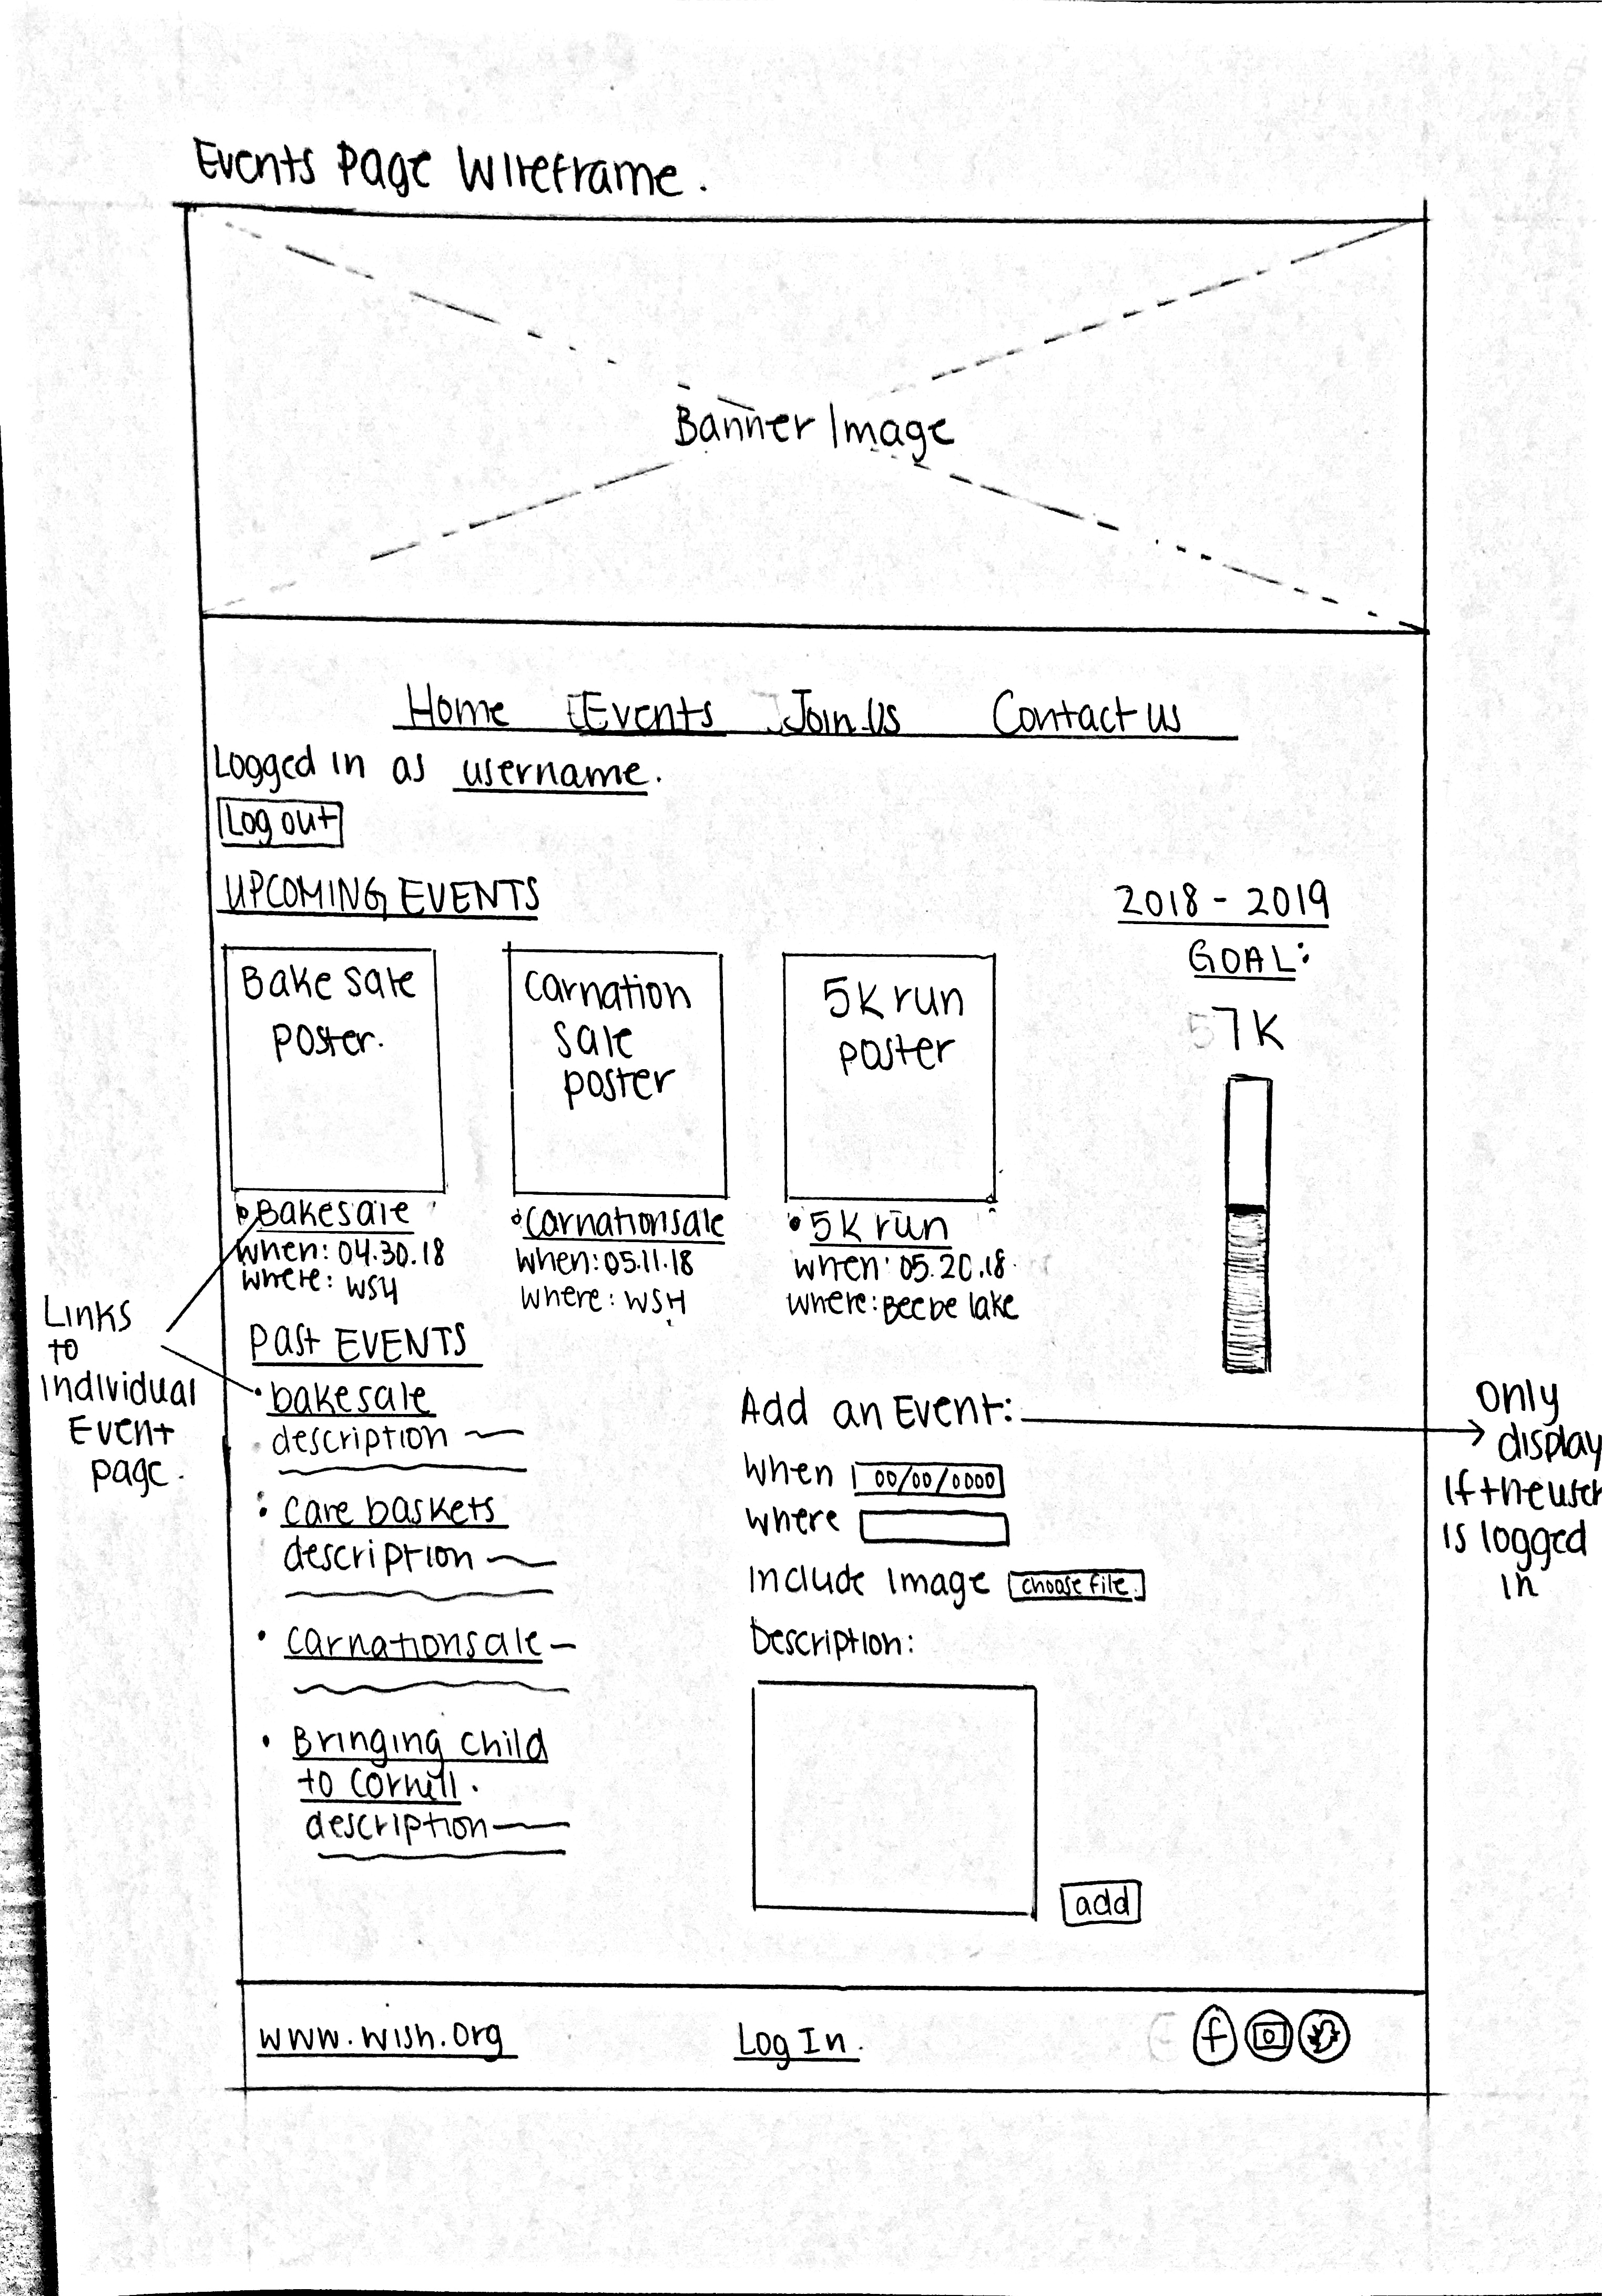 Events Page Wireframe.
Banner Image
Home Events Join Us Contact us
Logged in as username.
Log out
UPCOMING EVENTS
2018 - 2019
GOAL:
7K
Bake sale
poster.
Carnation
sale
poster
5K run
poster
Bakesale
when: 04.30.18
where: WSH
Carnationsale
when: 05.11.18
where: WSH
5K run
when: 05.20.18
where: Beebe lake
Links
to
individual
Event
page.
Past EVENTS
bakesale
description
care baskets
description
carnationsale
Bringing child
to Cornell.
description
Add an Event:
when 00/00/0000
where
include image choose file
Description:
add
only
display
if the user
is logged
in
www.wish.org
Log In.
f